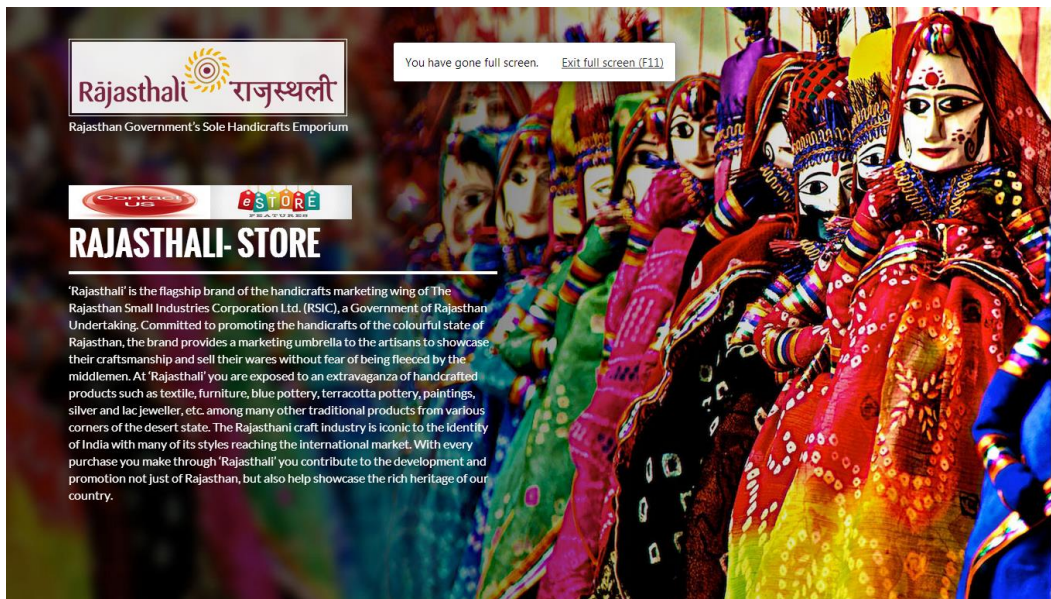 Rājasthali राजस्थली
You have gone full screen. Exit full screen (F11)
Rajasthan Government's Sole Handicrafts Emporium
Contact
US
eSTORE
FEATURES
RAJASTHALI- STORE
'Rajasthali' is the flagship brand of the handicrafts marketing wing of The
Rajasthan Small Industries Corporation Ltd. (RSIC), a Government of Rajasthan
Undertaking. Committed to promoting the handicrafts of the colourful state of
Rajasthan, the brand provides a marketing umbrella to the artisans to showcase
their craftsmanship and sell their wares without fear of being fleeced by the
middlemen. At 'Rajasthali' you are exposed to an extravaganza of handcrafted
products such as textile, furniture, blue pottery, terracotta pottery, paintings,
silver and lac jeweller, etc. among many other traditional products from various
corners of the desert state. The Rajasthani craft industry is iconic to the identity
of India with many of its styles reaching the international market. With every
purchase you make through 'Rajasthali' you contribute to the development and
promotion not just of Rajasthan, but also help showcase the rich heritage of our
country.